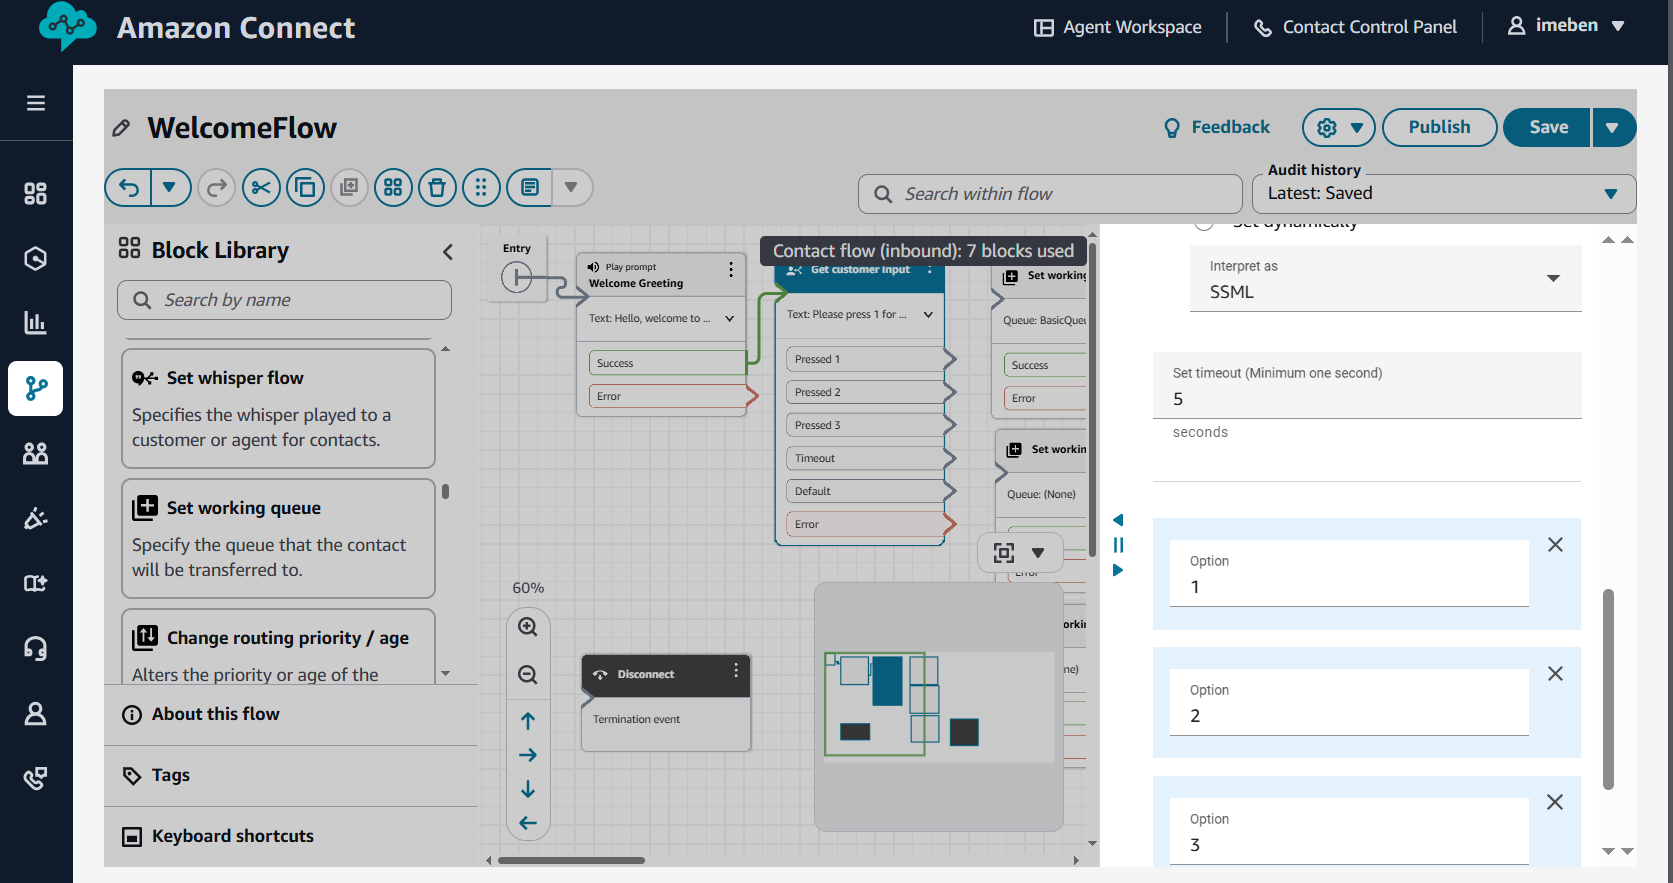 Amazon Connect
Agent Workspace
Contact Control Panel
imeben
WelcomeFlow
Feedback
Publish
Save
Search within flow
Audit history
Latest: Saved
Block Library
Search by name
Set whisper flow
Specifies the whisper played to a
customer or agent for contacts.
Set working queue
Specify the queue that the contact
will be transferred to.
Change routing priority / age
Alters the priority or age of the
About this flow
Tags
Keyboard shortcuts
Contact flow (inbound): 7 blocks used
Entry
Play prompt
Welcome Greeting
Text: Hello, welcome to ...
Success
Error
Get customer input
Text: Please press 1 for ...
Pressed 1
Pressed 2
Pressed 3
Timeout
Default
Error
Set working
Queue: BasicQueu
Success
Error
Set workin
Queue: (None)
Error
orkin
ne)
60%
Disconnect
Termination event
Set dynamically
Interpret as
SSML
Set timeout (Minimum one second)
5
seconds
Option
1
Option
2
Option
3